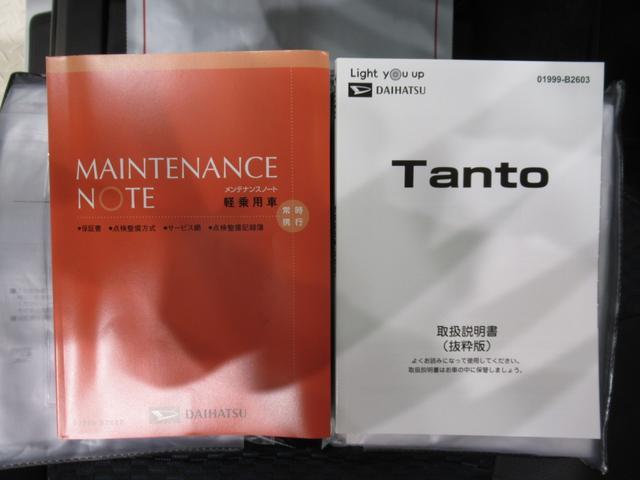 MAINTENANCE
NOTE
メンテナンスノート
軽乗用車
常時
携行
•保証書 •点検整備方式 •サービス網 •点検整備記録簿
DAIHATSU
Light you up
DAIHATSU
01999-B2603
Tanto
取扱説明書
（抜粋版）
よくお読みになって使用してください。
取扱説明書はお車の中に保管しましょう。